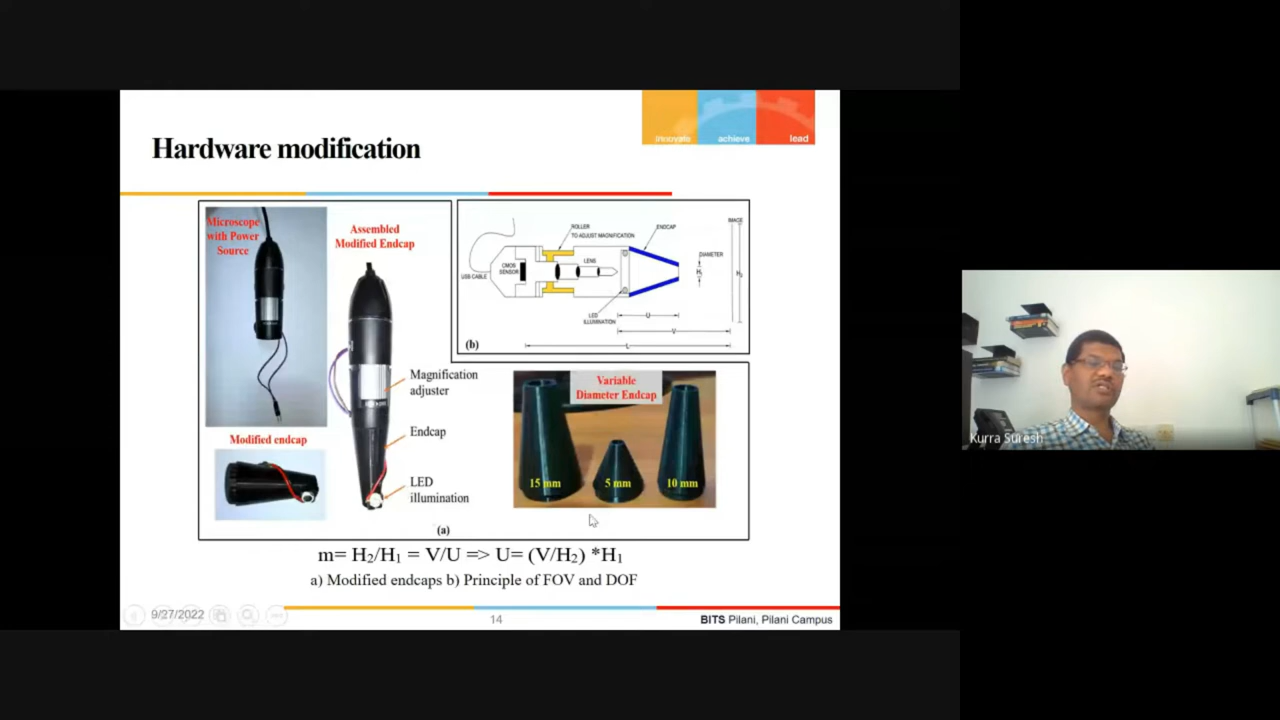 innovate achieve lead
Hardware modification
Microscope
with Power
Source
Assembled
Modified Endcap
Magnification
adjuster
Endcap
LED
illumination
Modified endcap
(a)
ROLLER
TO ADJUST MAGNIFICATION
ENDCAP
IMAGE
DIAMETER
CMOS
SENSOR
LENS
USB CABLE
H₁
H₂
LED
ILLUMINATION
U
V
L
(b)
Variable
Diameter Endcap
15 mm
5 mm
10 mm
m= H₂/H₁ = V/U => U= (V/H₂) *H₁
a) Modified endcaps b) Principle of FOV and DOF
9/27/2022
14
BITS Pilani, Pilani Campus
Kurra Suresh